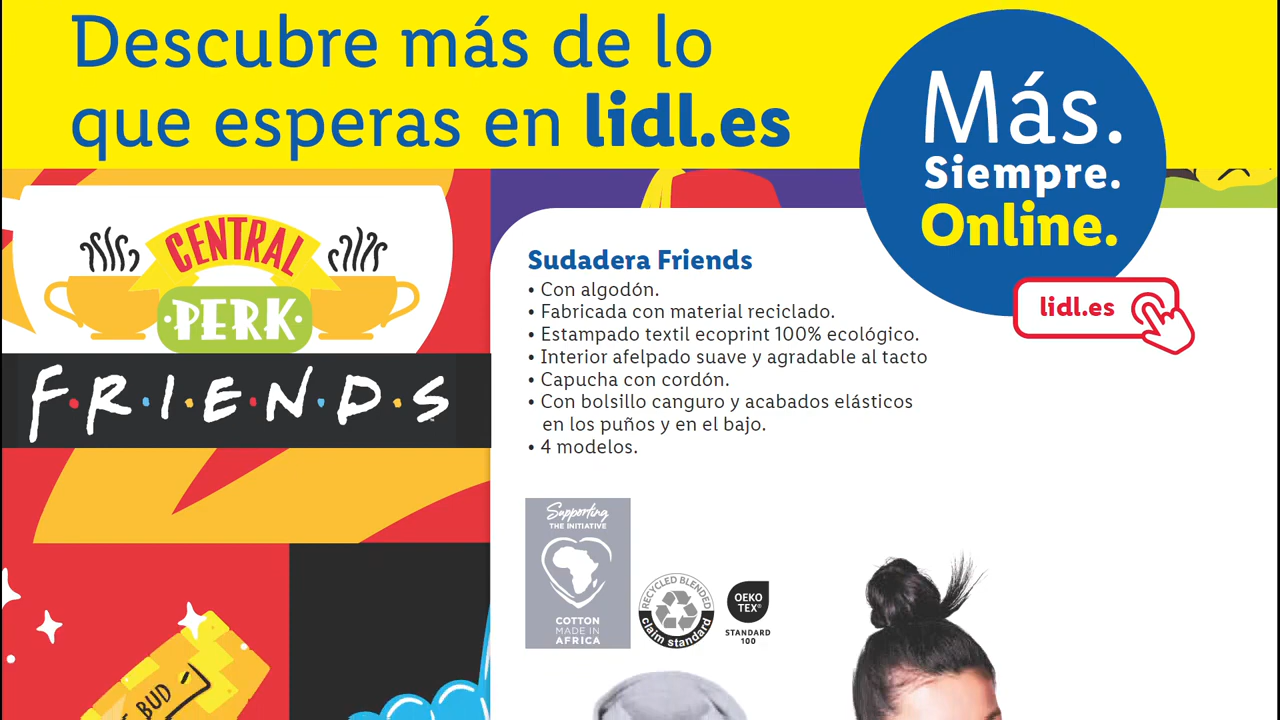 Descubre más de lo
que esperas en lidl.es
Más.
Siempre.
Online.
lidl.es
CENTRAL
·PERK·
F·R·I·E·N·D·S
Sudadera Friends
• Con algodón.
• Fabricada con material reciclado.
• Estampado textil ecoprint 100% ecológico.
• Interior afelpado suave y agradable al tacto
• Capucha con cordón.
• Con bolsillo canguro y acabados elásticos
en los puños y en el bajo.
• 4 modelos.
Supporting
THE INITIATIVE
COTTON
MADE IN
AFRICA
RECYCLED BLENDED
claim standard
OEKO
TEX®
STANDARD
100
BUD